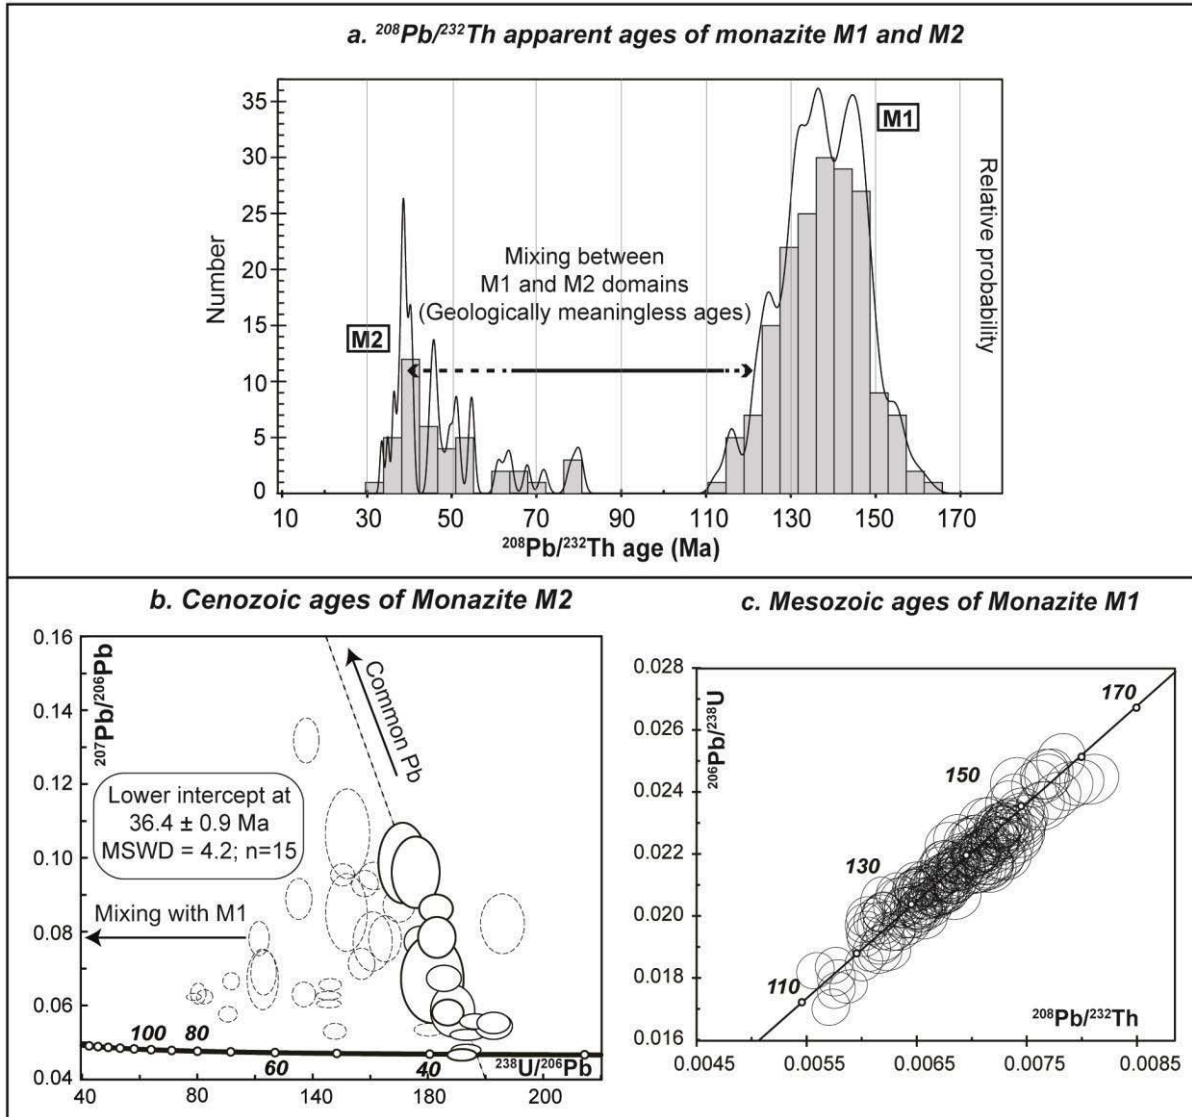 a. ²⁰⁸Pb/²³²Th apparent ages of monazite M1 and M2
35
30
25
20
15
10
5
0
Number
M1
Relative probability
Mixing between
M1 and M2 domains
(Geologically meaningless ages)
M2
10 30 50 70 90 110 130 150 170
²⁰⁸Pb/²³²Th age (Ma)
b. Cenozoic ages of Monazite M2
0.16
0.14
0.12
0.10
0.08
0.06
0.04
²⁰⁷Pb/²⁰⁶Pb
Common Pb
Lower intercept at
36.4 ± 0.9 Ma
MSWD = 4.2; n=15
Mixing with M1
100 80
60 40
²³⁸U/²⁰⁶Pb
40 80 140 180 200
c. Mesozoic ages of Monazite M1
0.028
0.026
0.024
0.022
0.020
0.018
0.016
²⁰⁶Pb/²³⁸U
170
150
130
110
²⁰⁸Pb/²³²Th
0.0045 0.0055 0.0065 0.0075 0.0085